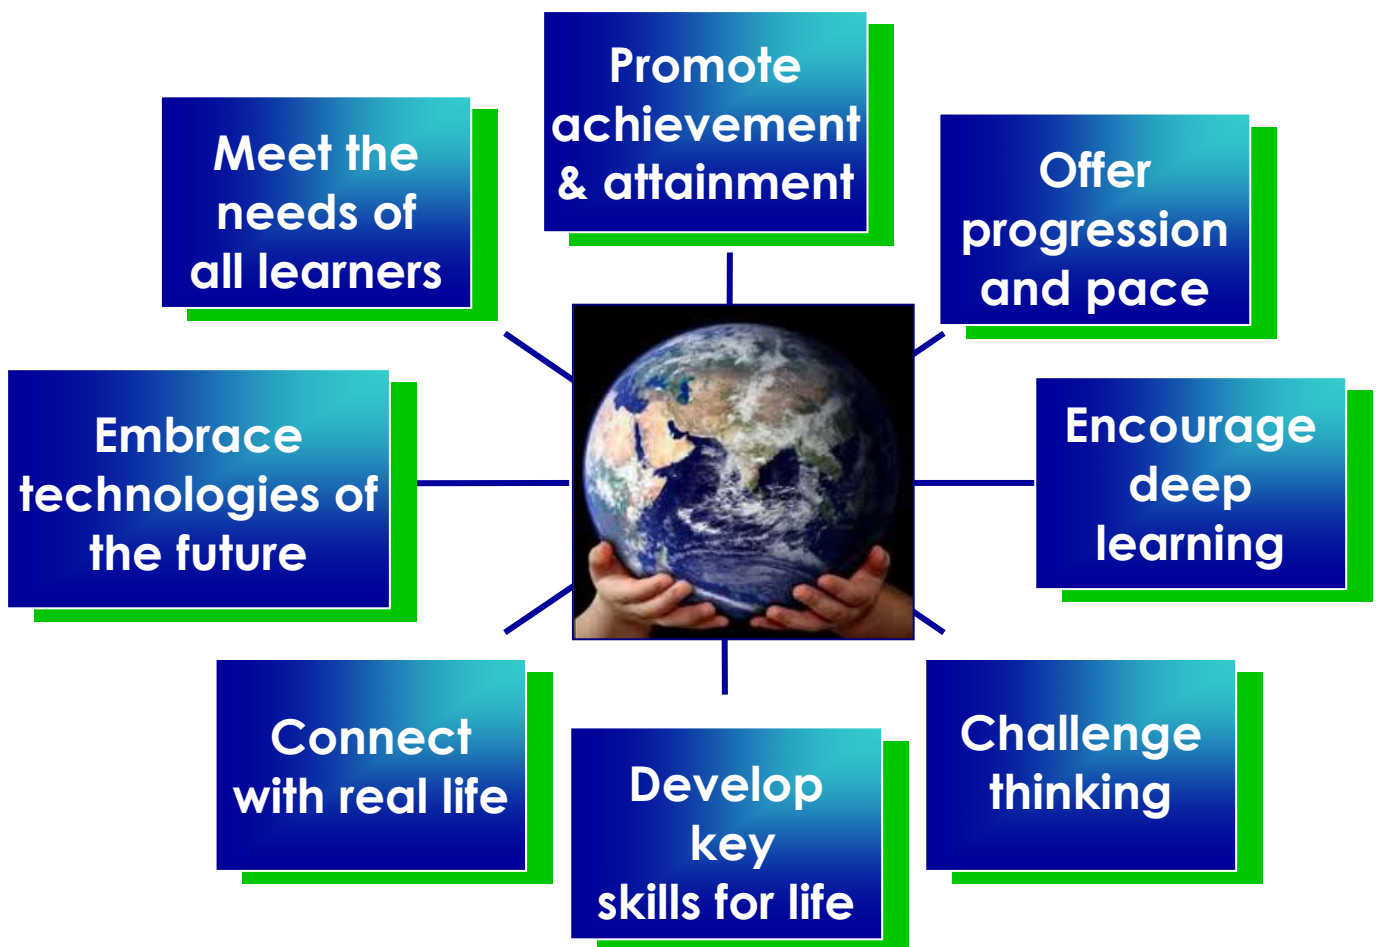 Promote
achievement
& attainment
Meet the
needs of
all learners
Offer
progression
and pace
Embrace
technologies of
the future
Encourage
deep
learning
Connect
with real life
Develop
key
skills for life
Challenge
thinking